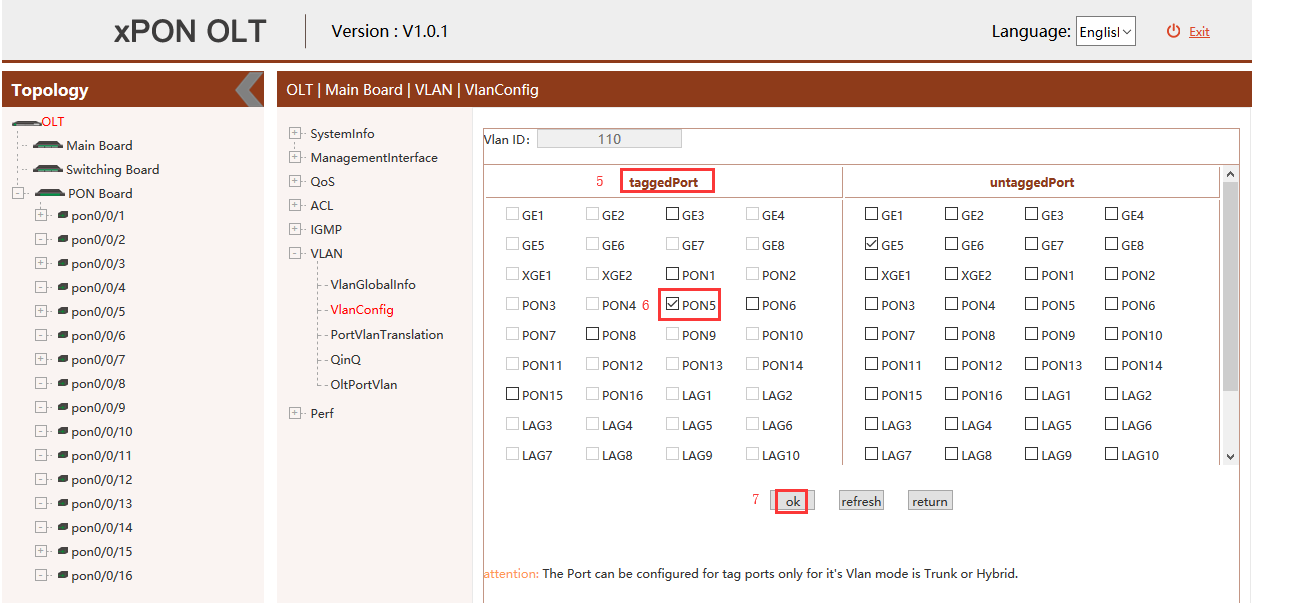 xPON OLT
Version : V1.0.1
Language: Englisl
Exit
Topology
OLT
Main Board
Switching Board
PON Board
pon0/0/1
pon0/0/2
pon0/0/3
pon0/0/4
pon0/0/5
pon0/0/6
pon0/0/7
pon0/0/8
pon0/0/9
pon0/0/10
pon0/0/11
pon0/0/12
pon0/0/13
pon0/0/14
pon0/0/15
pon0/0/16
OLT | Main Board | VLAN | VlanConfig
SystemInfo
ManagementInterface
QoS
ACL
IGMP
VLAN
VlanGlobalInfo
VlanConfig
PortVlanTranslation
QinQ
OltPortVlan
Perf
Vlan ID: 110
5 taggedPort
GE1 GE2 GE3 GE4
GE5 GE6 GE7 GE8
XGE1 XGE2 PON1 PON2
PON3 PON4 6 PON5 PON6
PON7 PON8 PON9 PON10
PON11 PON12 PON13 PON14
PON15 PON16 LAG1 LAG2
LAG3 LAG4 LAG5 LAG6
LAG7 LAG8 LAG9 LAG10
untaggedPort
GE1 GE2 GE3 GE4
GE5 GE6 GE7 GE8
XGE1 XGE2 PON1 PON2
PON3 PON4 PON5 PON6
PON7 PON8 PON9 PON10
PON11 PON12 PON13 PON14
PON15 PON16 LAG1 LAG2
LAG3 LAG4 LAG5 LAG6
LAG7 LAG8 LAG9 LAG10
7 ok refresh return
attention: The Port can be configured for tag ports only for it's Vlan mode is Trunk or Hybrid.